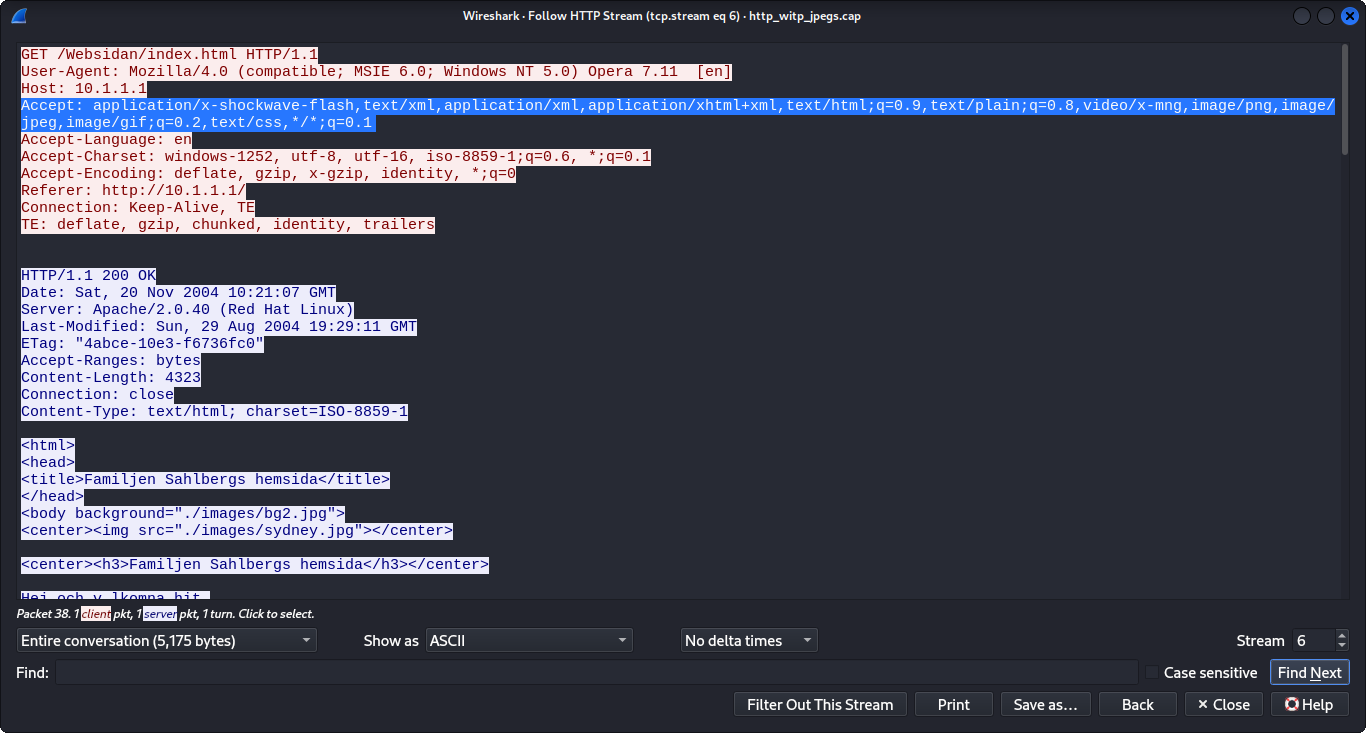 Wireshark · Follow HTTP Stream (tcp.stream eq 6) · http_witp_jpegs.cap
GET /Websidan/index.html HTTP/1.1
User-Agent: Mozilla/4.0 (compatible; MSIE 6.0; Windows NT 5.0) Opera 7.11  [en]
Host: 10.1.1.1
Accept: application/x-shockwave-flash,text/xml,application/xml,application/xhtml+xml,text/html;q=0.9,text/plain;q=0.8,video/x-mng,image/png,image/
jpeg,image/gif;q=0.2,text/css,*/*;q=0.1
Accept-Language: en
Accept-Charset: windows-1252, utf-8, utf-16, iso-8859-1;q=0.6, *;q=0.1
Accept-Encoding: deflate, gzip, x-gzip, identity, *;q=0
Referer: http://10.1.1.1/
Connection: Keep-Alive, TE
TE: deflate, gzip, chunked, identity, trailers
HTTP/1.1 200 OK
Date: Sat, 20 Nov 2004 10:21:07 GMT
Server: Apache/2.0.40 (Red Hat Linux)
Last-Modified: Sun, 29 Aug 2004 19:29:11 GMT
ETag: "4abce-10e3-f6736fc0"
Accept-Ranges: bytes
Content-Length: 4323
Connection: close
Content-Type: text/html; charset=ISO-8859-1
<html>
<head>
<title>Familjen Sahlbergs hemsida</title>
</head>
<body background="./images/bg2.jpg">
<center><img src="./images/sydney.jpg"></center>
<center><h3>Familjen Sahlbergs hemsida</h3></center>
Hej och v.lkomna hit.
Packet 38. 1 client pkt, 1 server pkt, 1 turn. Click to select.
Entire conversation (5,175 bytes) Show as ASCII No delta times Stream 6
Find: Case sensitive Find Next
Filter Out This Stream Print Save as… Back Close Help